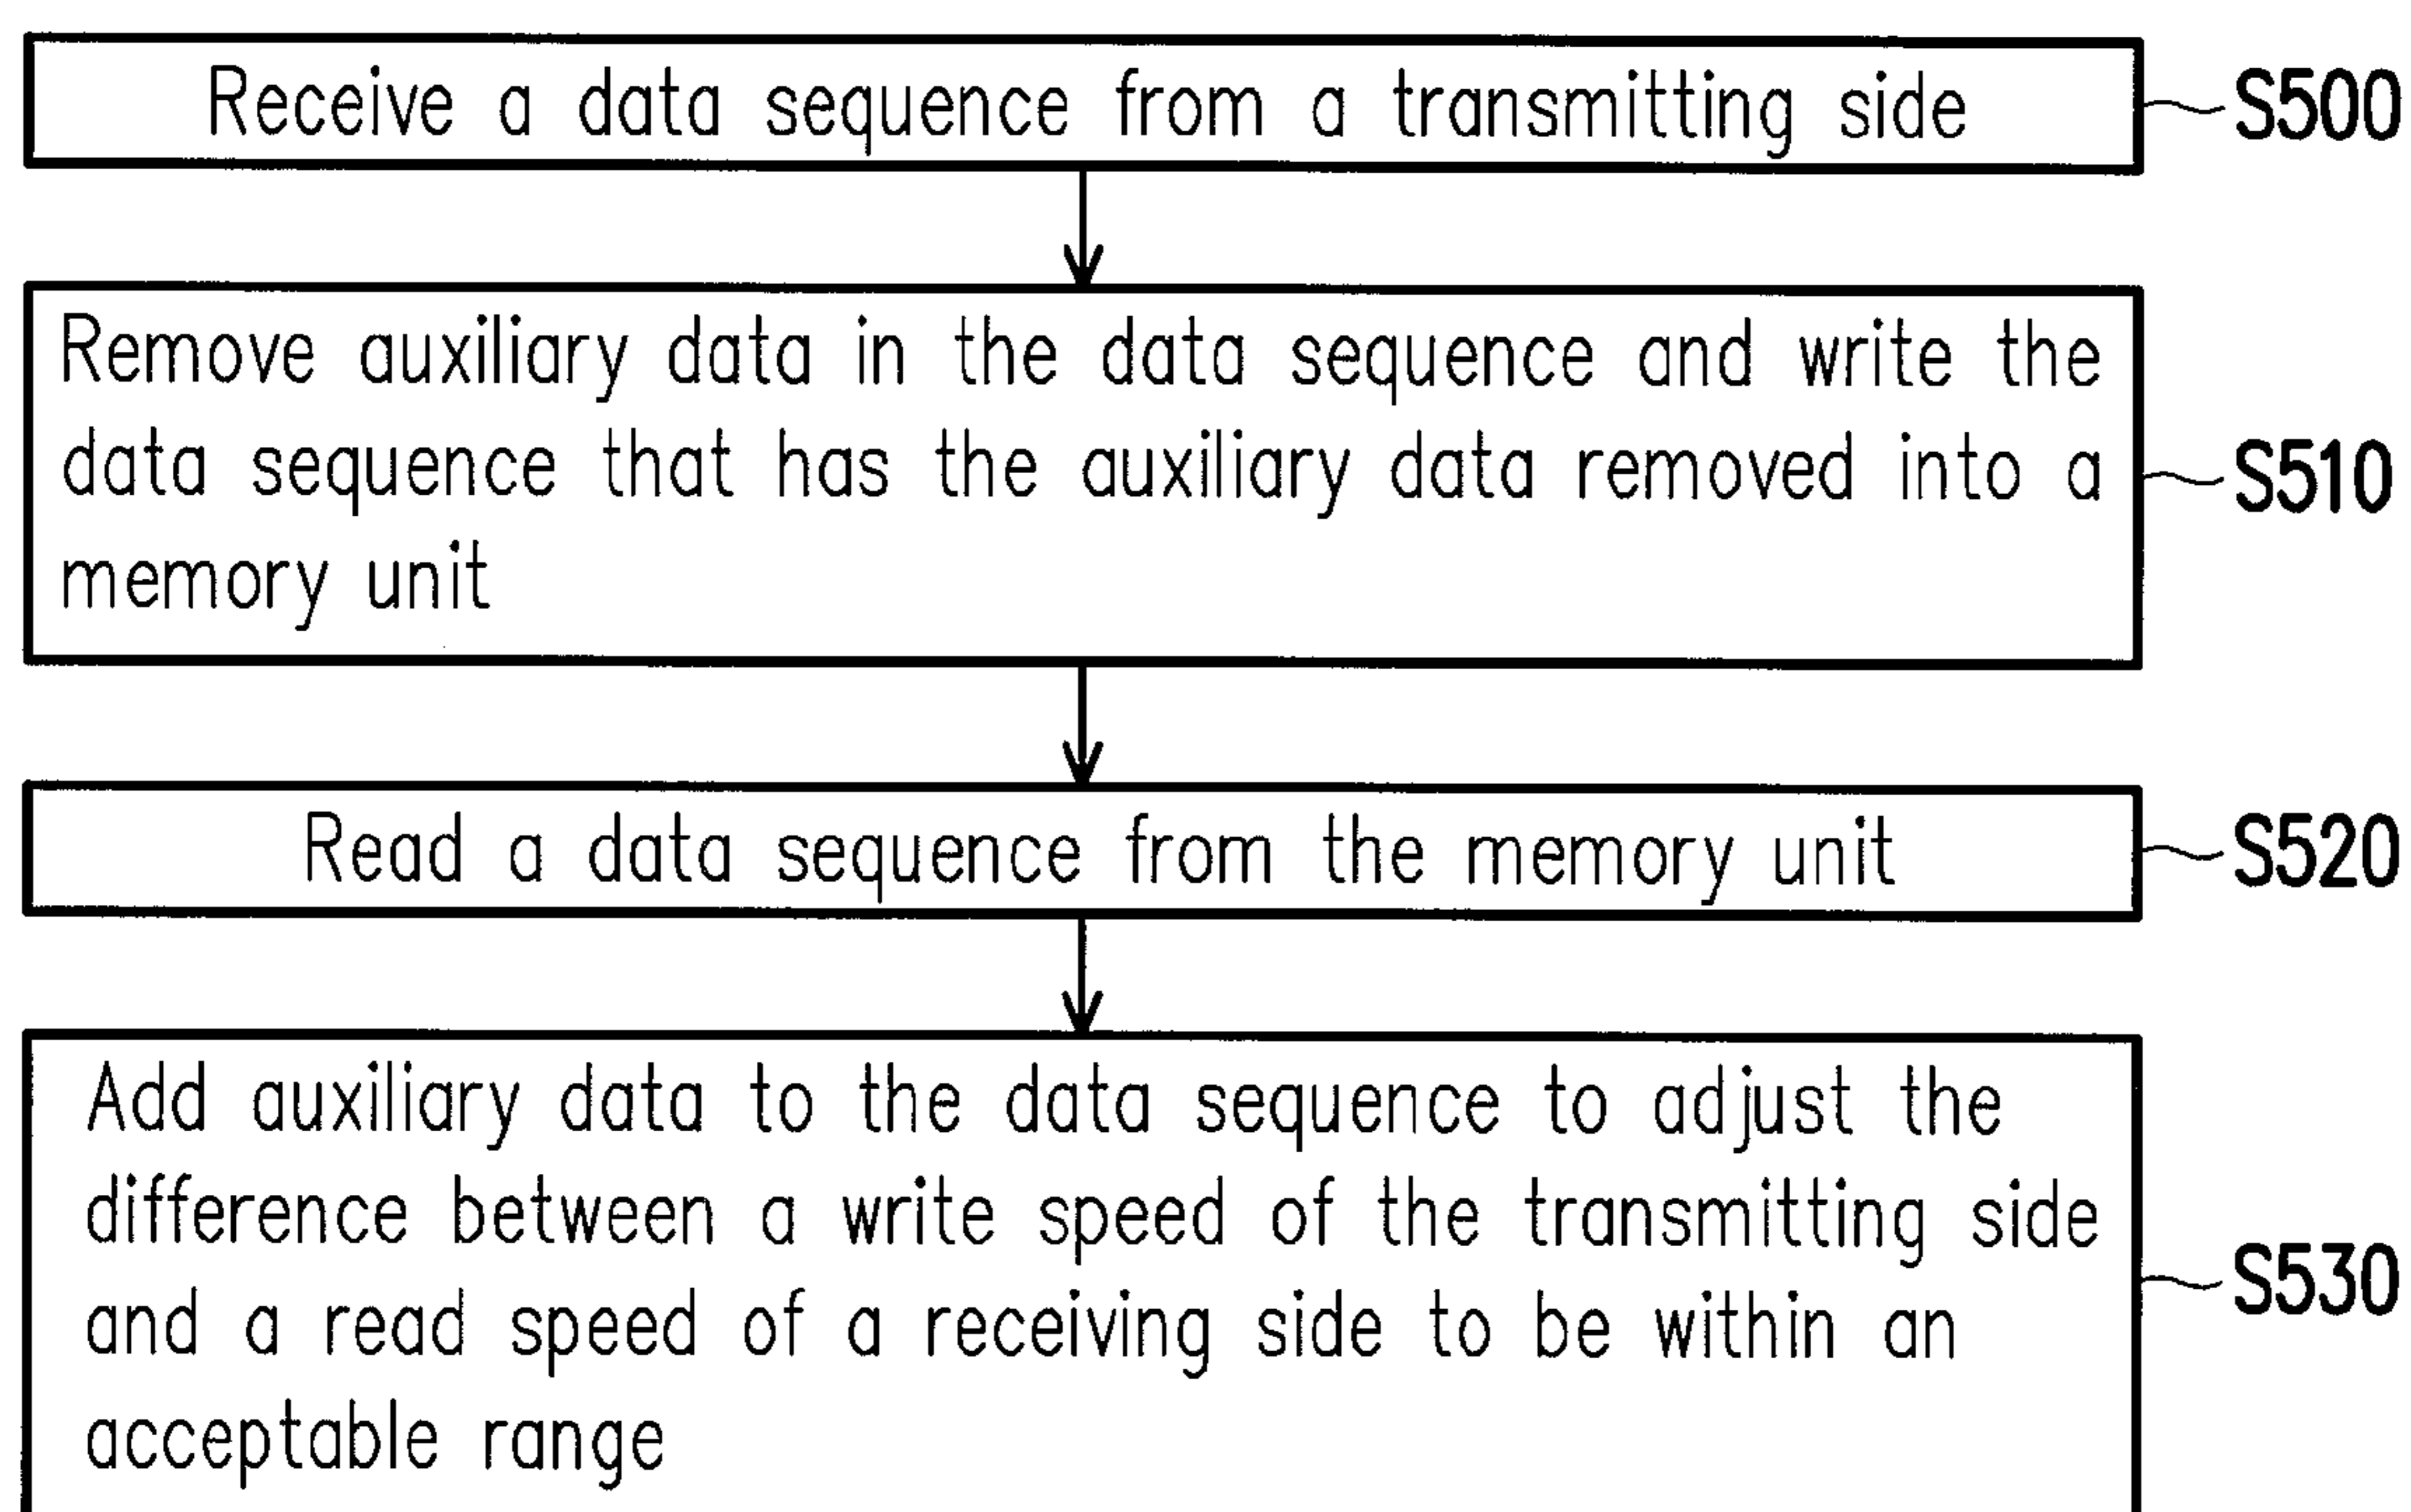 Receive a data sequence from a transmitting side
S500
Remove auxiliary data in the data sequence and write the
data sequence that has the auxiliary data removed into a
memory unit
S510
Read a data sequence from the memory unit
S520
Add auxiliary data to the data sequence to adjust the
difference between a write speed of the transmitting side
and a read speed of a receiving side to be within an
acceptable range
S530